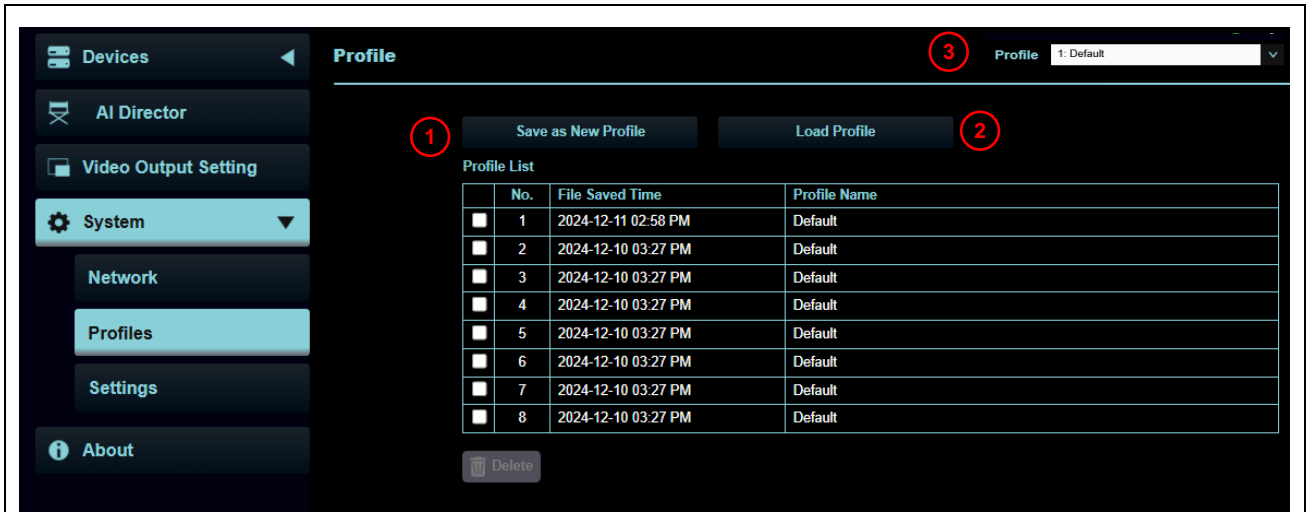 Devices
AI Director
Video Output Setting
System
Network
Profiles
Settings
About
Profile
3 Profile 1: Default
1 Save as New Profile Load Profile 2
Profile List
No. File Saved Time Profile Name
1 2024-12-11 02:58 PM Default
2 2024-12-10 03:27 PM Default
3 2024-12-10 03:27 PM Default
4 2024-12-10 03:27 PM Default
5 2024-12-10 03:27 PM Default
6 2024-12-10 03:27 PM Default
7 2024-12-10 03:27 PM Default
8 2024-12-10 03:27 PM Default
Delete